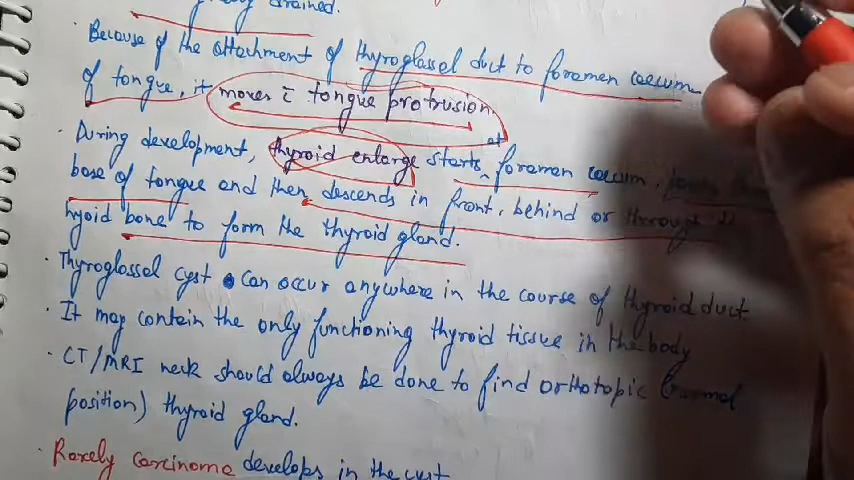 drained.
· Because of the attachment of thyroglossal duct to foramen caecum
of tongue, it moves c̄ tongue protrusion.
· During development, thyroid enlarge starts at foramen caecum,
base of tongue and then descends in front, behind or through
hyoid bone to form the thyroid gland.
· Thyroglossal cyst can occur anywhere in the course of thyroid duct.
· It may contain the only functioning thyroid tissue in the body
· CT/MRI neck should always be done to find orthotopic (normal
position) thyroid gland.
· Rarely carcinoma develops in the cyst